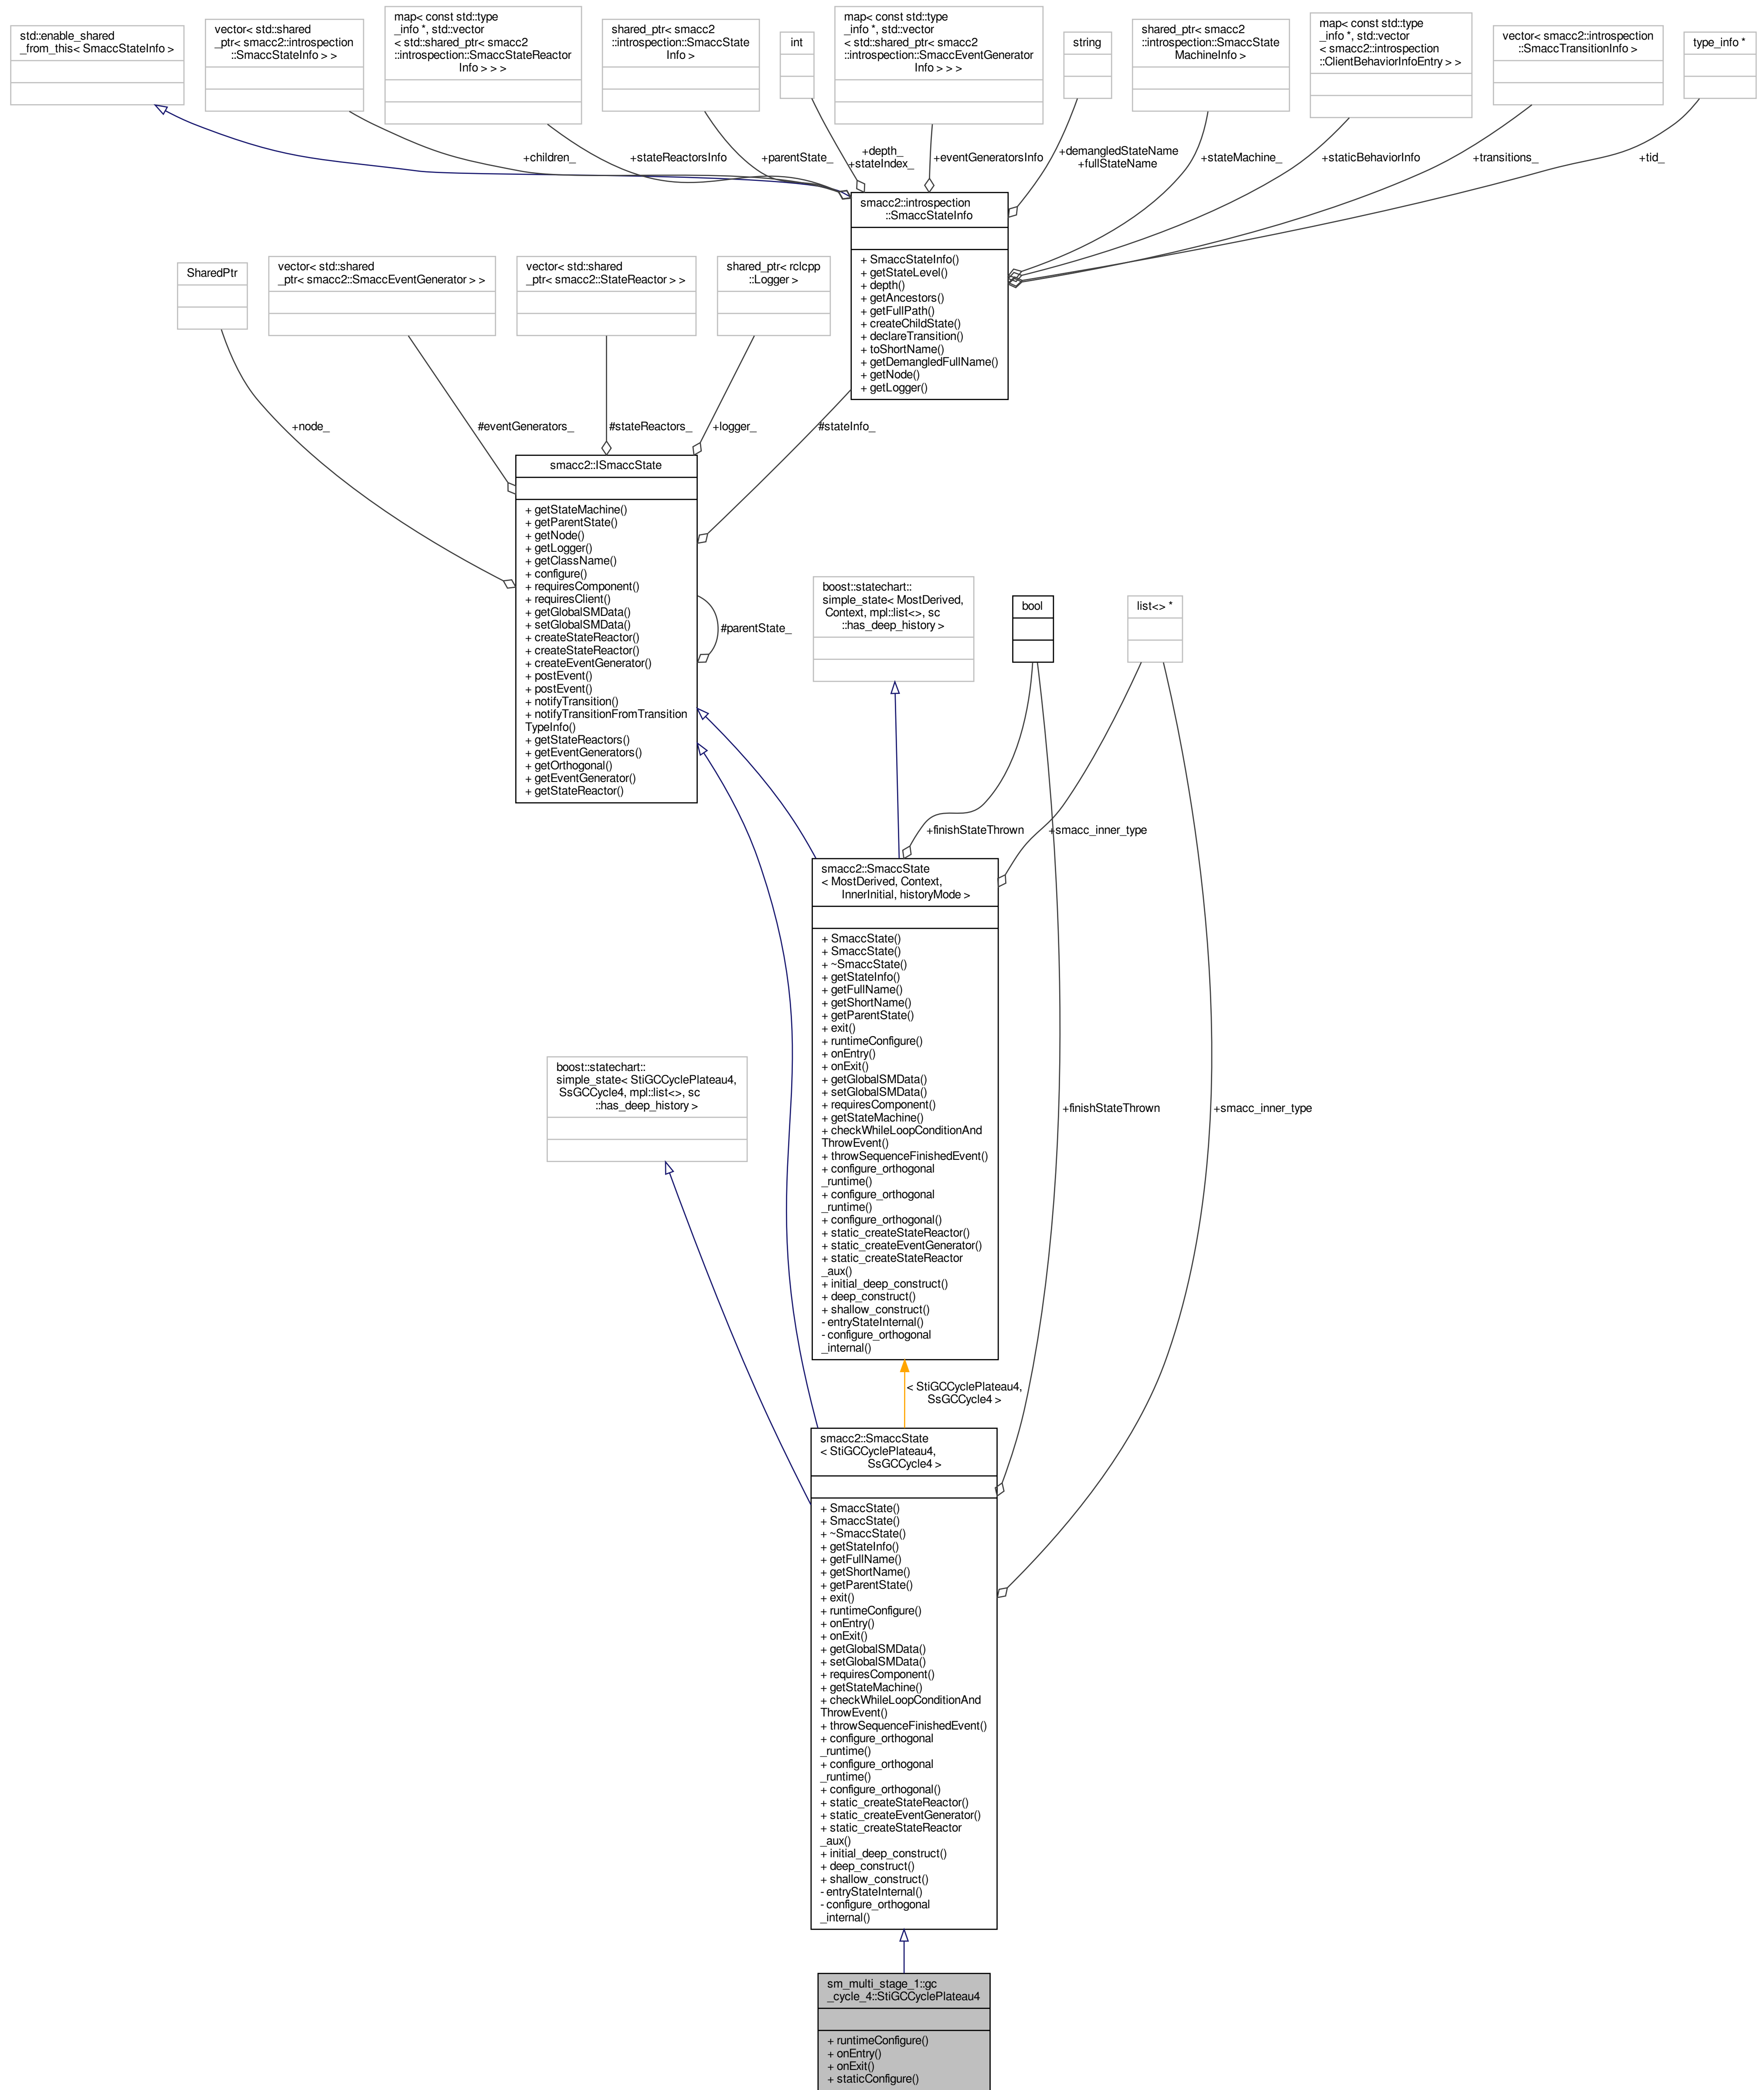 std::enable_shared
_from_this< SmaccStateInfo >
vector< std::shared
_ptr< smacc2::introspection
::SmaccStateInfo > >
map< const std::type
_info *, std::vector
< std::shared_ptr< smacc2
::introspection::SmaccStateReactor
Info > > >
shared_ptr< smacc2
::introspection::SmaccState
Info >
int
map< const std::type
_info *, std::vector
< std::shared_ptr< smacc2
::introspection::SmaccEventGenerator
Info > > >
string
shared_ptr< smacc2
::introspection::SmaccState
MachineInfo >
map< const std::type
_info *, std::vector
< smacc2::introspection
::ClientBehaviorInfoEntry > >
vector< smacc2::introspection
::SmaccTransitionInfo >
type_info *
+children_
+stateReactorsInfo
+parentState_
+depth_
+stateIndex_
+eventGeneratorsInfo
+demangledStateName
+fullStateName
+stateMachine_
+staticBehaviorInfo
+transitions_
+tid_
smacc2::introspection
::SmaccStateInfo
+ SmaccStateInfo()
+ getStateLevel()
+ depth()
+ getAncestors()
+ getFullPath()
+ createChildState()
+ declareTransition()
+ toShortName()
+ getDemangledFullName()
+ getNode()
+ getLogger()
SharedPtr
vector< std::shared
_ptr< smacc2::SmaccEventGenerator > >
vector< std::shared
_ptr< smacc2::StateReactor > >
shared_ptr< rclcpp
::Logger >
+node_
#eventGenerators_
#stateReactors_
+logger_
#stateInfo_
smacc2::ISmaccState
+ getStateMachine()
+ getParentState()
+ getNode()
+ getLogger()
+ getClassName()
+ configure()
+ requiresComponent()
+ requiresClient()
+ getGlobalSMData()
+ setGlobalSMData()
+ createStateReactor()
+ createStateReactor()
+ createEventGenerator()
+ postEvent()
+ postEvent()
+ notifyTransition()
+ notifyTransitionFromTransition
TypeInfo()
+ getStateReactors()
+ getEventGenerators()
+ getOrthogonal()
+ getEventGenerator()
+ getStateReactor()
#parentState_
boost::statechart::
simple_state< MostDerived,
Context, mpl::list<>, sc
::has_deep_history >
bool
list<> *
+finishStateThrown
+smacc_inner_type
smacc2::SmaccState
< MostDerived, Context,
InnerInitial, historyMode >
+ SmaccState()
+ SmaccState()
+ ~SmaccState()
+ getStateInfo()
+ getFullName()
+ getShortName()
+ getParentState()
+ exit()
+ runtimeConfigure()
+ onEntry()
+ onExit()
+ getGlobalSMData()
+ setGlobalSMData()
+ requiresComponent()
+ getStateMachine()
+ checkWhileLoopConditionAnd
ThrowEvent()
+ throwSequenceFinishedEvent()
+ configure_orthogonal
_runtime()
+ configure_orthogonal
_runtime()
+ configure_orthogonal()
+ static_createStateReactor()
+ static_createEventGenerator()
+ static_createStateReactor
_aux()
+ initial_deep_construct()
+ deep_construct()
+ shallow_construct()
- entryStateInternal()
- configure_orthogonal
_internal()
boost::statechart::
simple_state< StiGCCyclePlateau4,
SsGCCycle4, mpl::list<>, sc
::has_deep_history >
+finishStateThrown
+smacc_inner_type
< StiGCCyclePlateau4,
SsGCCycle4 >
smacc2::SmaccState
< StiGCCyclePlateau4,
SsGCCycle4 >
+ SmaccState()
+ SmaccState()
+ ~SmaccState()
+ getStateInfo()
+ getFullName()
+ getShortName()
+ getParentState()
+ exit()
+ runtimeConfigure()
+ onEntry()
+ onExit()
+ getGlobalSMData()
+ setGlobalSMData()
+ requiresComponent()
+ getStateMachine()
+ checkWhileLoopConditionAnd
ThrowEvent()
+ throwSequenceFinishedEvent()
+ configure_orthogonal
_runtime()
+ configure_orthogonal
_runtime()
+ configure_orthogonal()
+ static_createStateReactor()
+ static_createEventGenerator()
+ static_createStateReactor
_aux()
+ initial_deep_construct()
+ deep_construct()
+ shallow_construct()
- entryStateInternal()
- configure_orthogonal
_internal()
sm_multi_stage_1::gc
_cycle_4::StiGCCyclePlateau4
+ runtimeConfigure()
+ onEntry()
+ onExit()
+ staticConfigure()